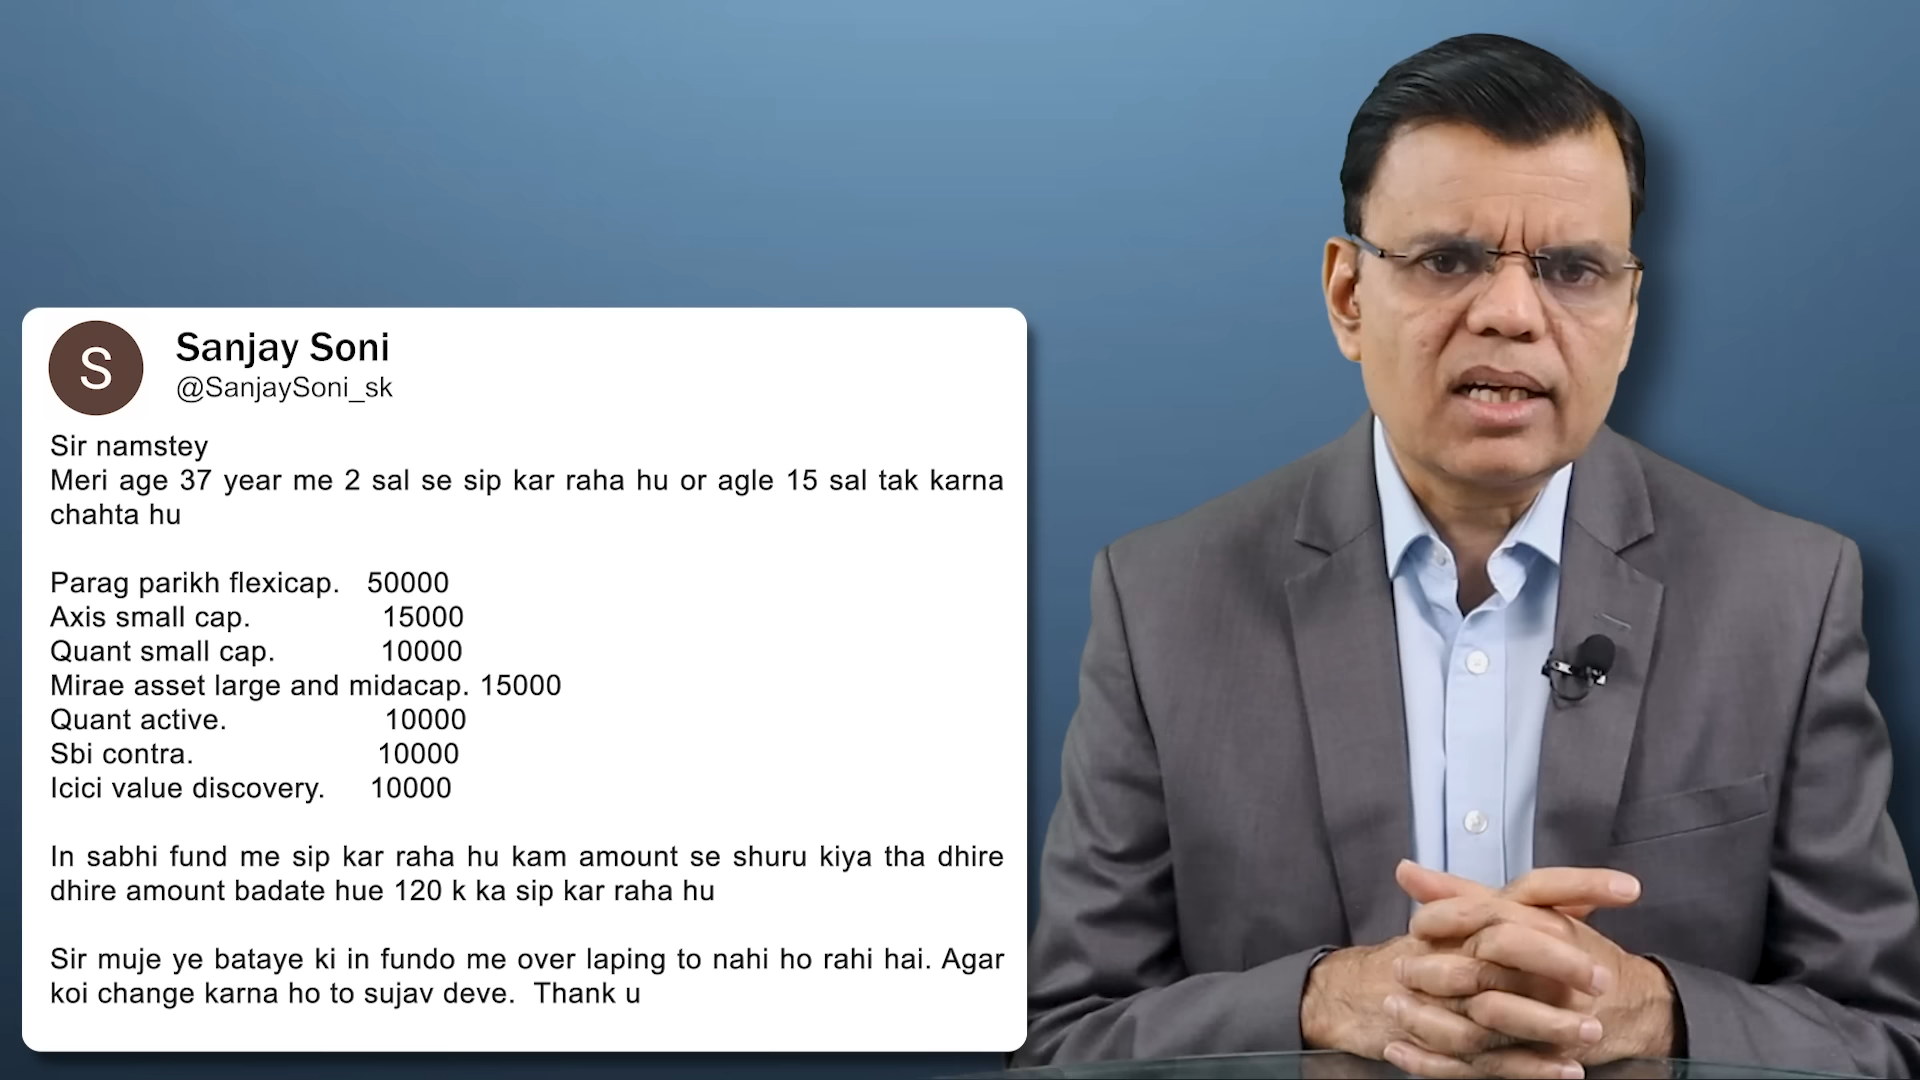 S
Sanjay Soni
@SanjaySoni_sk
Sir namstey
Meri age 37 year me 2 sal se sip kar raha hu or agle 15 sal tak karna
chahta hu
Parag parikh flexicap. 50000
Axis small cap. 15000
Quant small cap. 10000
Mirae asset large and midacap. 15000
Quant active. 10000
Sbi contra. 10000
Icici value discovery. 10000
In sabhi fund me sip kar raha hu kam amount se shuru kiya tha dhire
dhire amount badate hue 120 k ka sip kar raha hu
Sir muje ye bataye ki in fundo me over laping to nahi ho rahi hai. Agar
koi change karna ho to sujav deve. Thank u